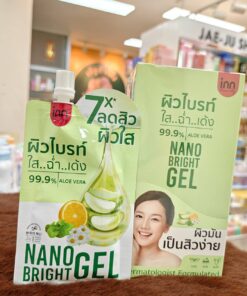 JAE-JU
inn
7X
ลดสิว
ผิวใส
ผิวไบรท์
ใส..ฉ่ำ..เด้ง
99.9% ALOE VERA
NANO
BRIGHT GEL
inn
ผิวไบรท์
ใส..ฉ่ำ..เด้ง
99.9% ALOE VERA
NANO
BRIGHT
GEL
ผิวมัน
เป็นสิวง่าย
Dermatologist Formulated